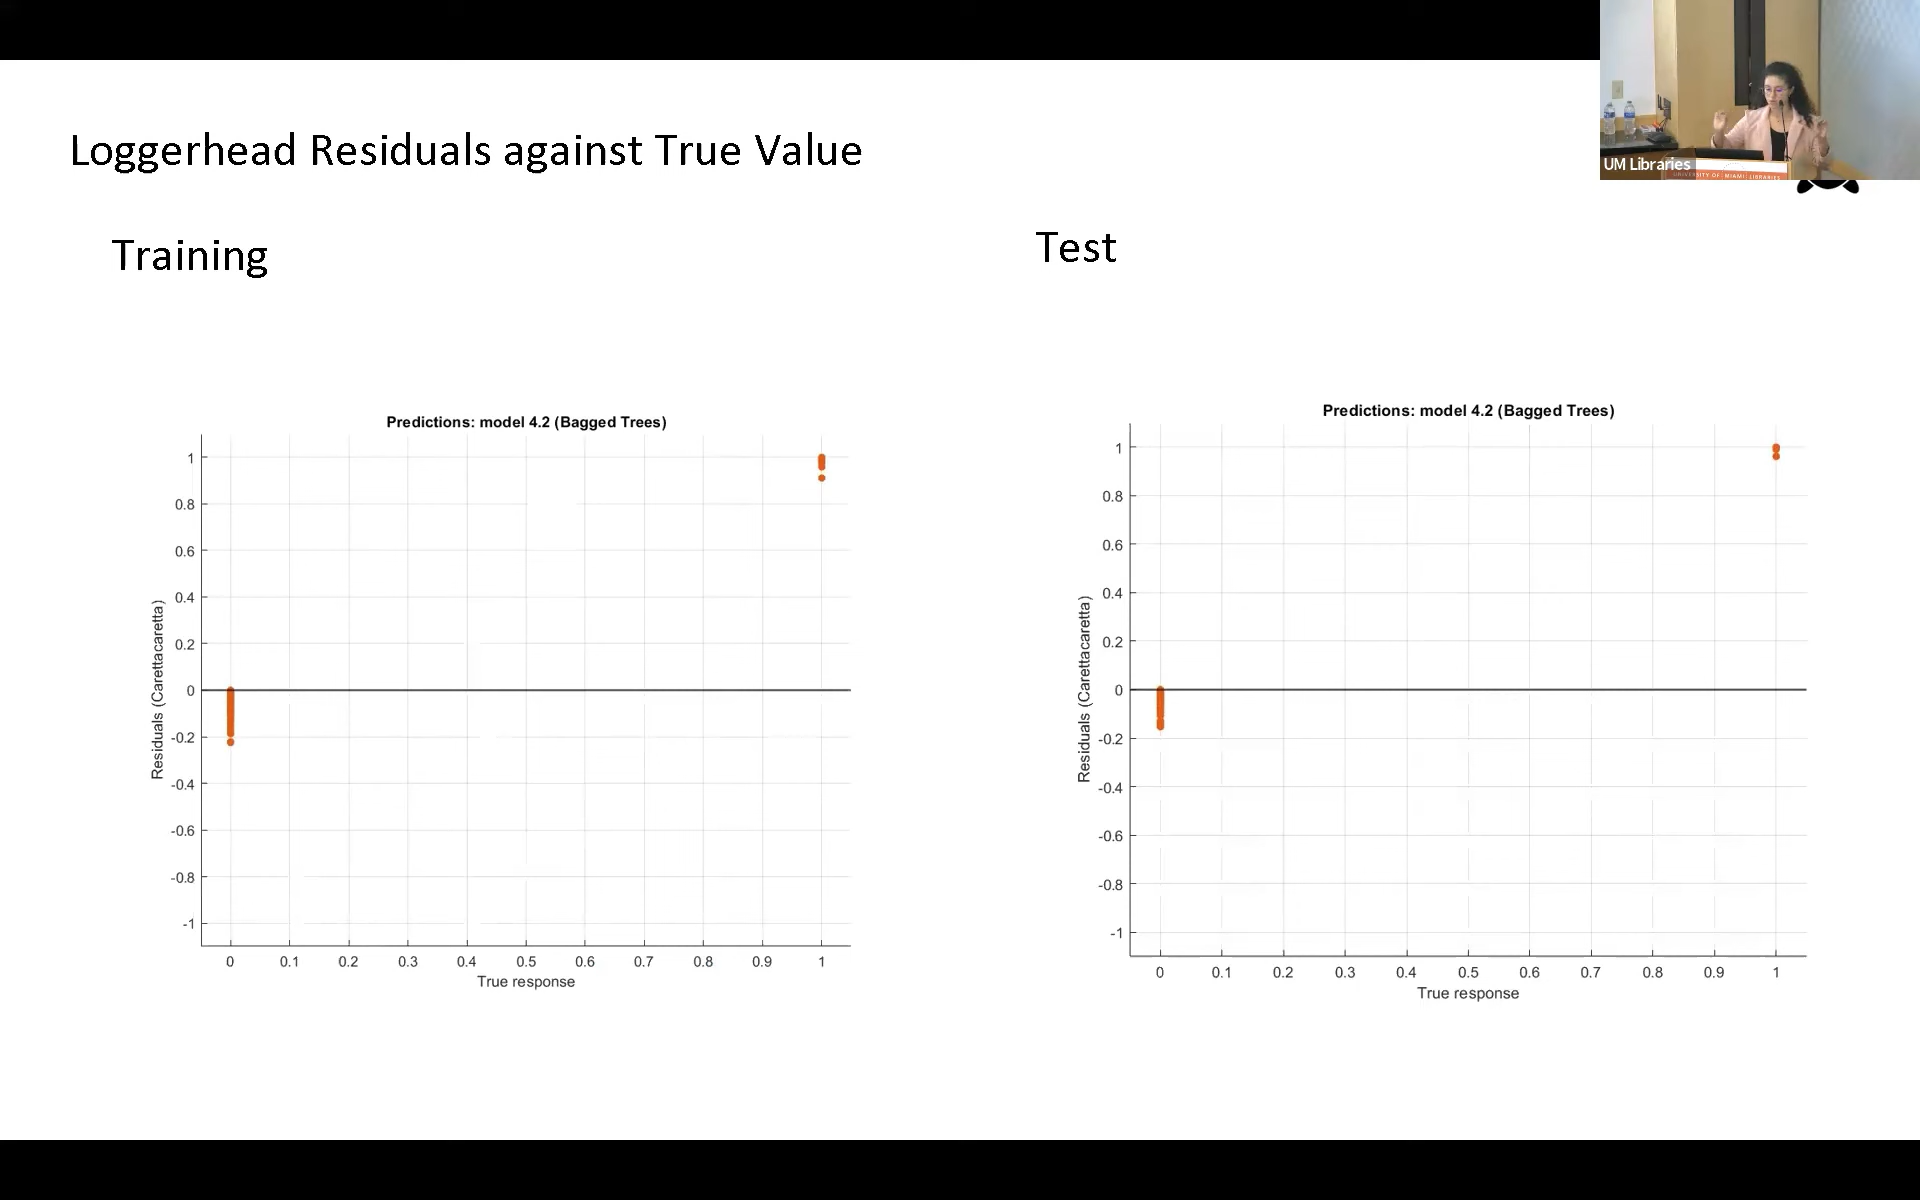 UM Libraries
UNIVERSITY OF MIAMI LIBRARIES
Loggerhead Residuals against True Value
Training
Test
Predictions: model 4.2 (Bagged Trees)
1
0.8
0.6
0.4
0.2
0
-0.2
-0.4
-0.6
-0.8
-1
Residuals (Carettacaretta)
0 0.1 0.2 0.3 0.4 0.5 0.6 0.7 0.8 0.9 1
True response
Predictions: model 4.2 (Bagged Trees)
1
0.8
0.6
0.4
0.2
0
-0.2
-0.4
-0.6
-0.8
-1
Residuals (Carettacaretta)
0 0.1 0.2 0.3 0.4 0.5 0.6 0.7 0.8 0.9 1
True response